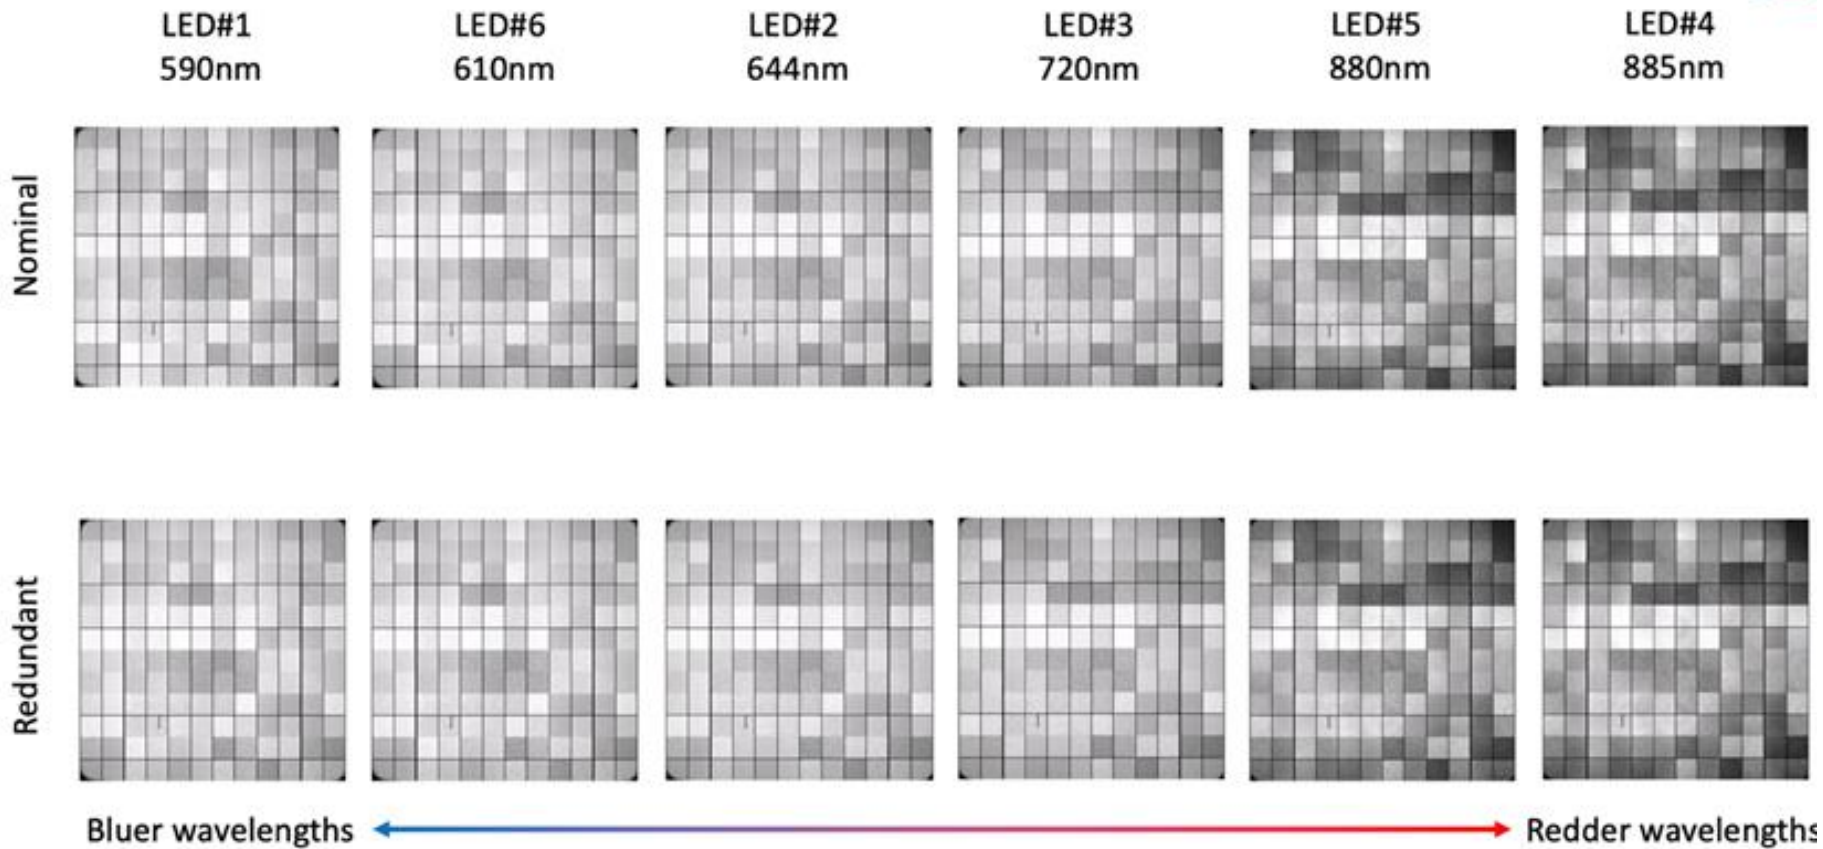 LED#1 LED#6 LED#2 LED#3 LED#5 LED#4
590nm 610nm 644nm 720nm 880nm 885nm
Nominal
Redundant
Bluer wavelengths Redder wavelengths